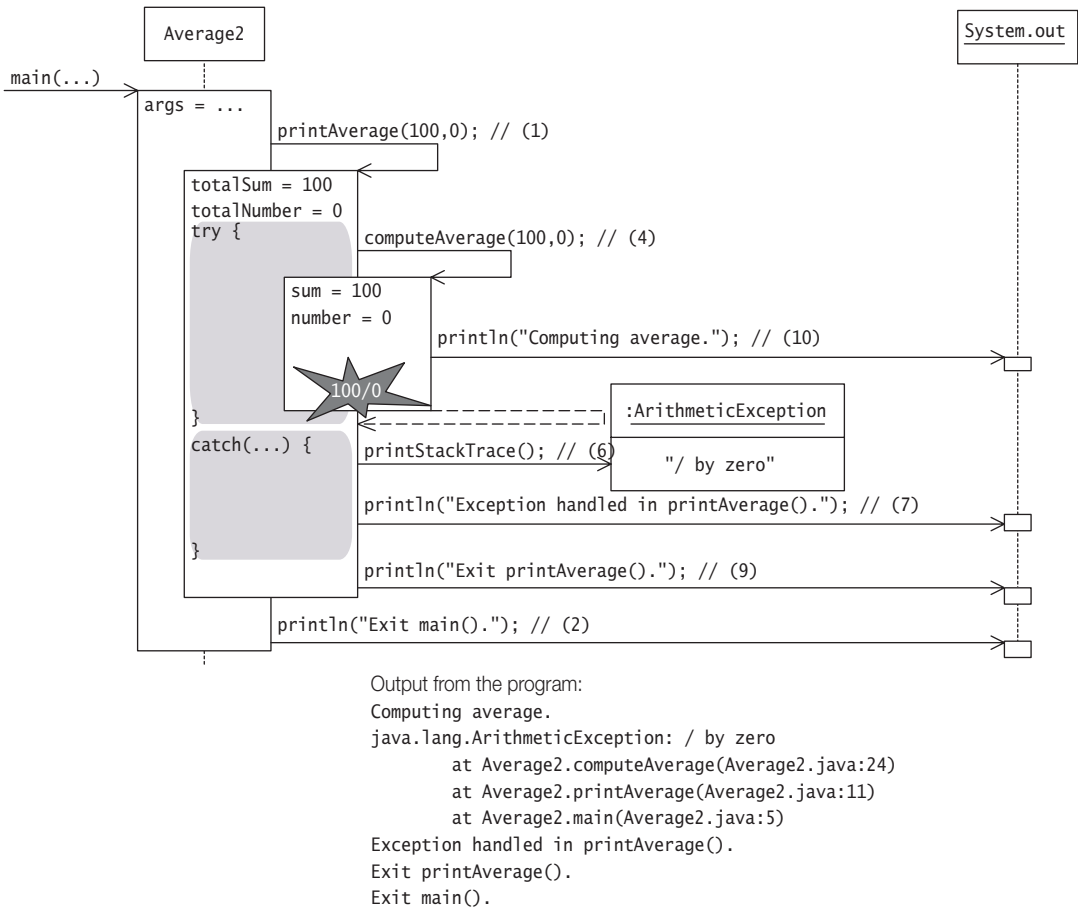 Average2
System.out
main(...)
args = ...
printAverage(100,0); // (1)
totalSum = 100
totalNumber = 0
try {
computeAverage(100,0); // (4)
sum = 100
number = 0
println("Computing average."); // (10)
100/0
:ArithmeticException
}
catch(...) {
printStackTrace(); // (6)
"/ by zero"
println("Exception handled in printAverage()."); // (7)
}
println("Exit printAverage()."); // (9)
println("Exit main()."); // (2)
Output from the program:
Computing average.
java.lang.ArithmeticException: / by zero
at Average2.computeAverage(Average2.java:24)
at Average2.printAverage(Average2.java:11)
at Average2.main(Average2.java:5)
Exception handled in printAverage().
Exit printAverage().
Exit main().